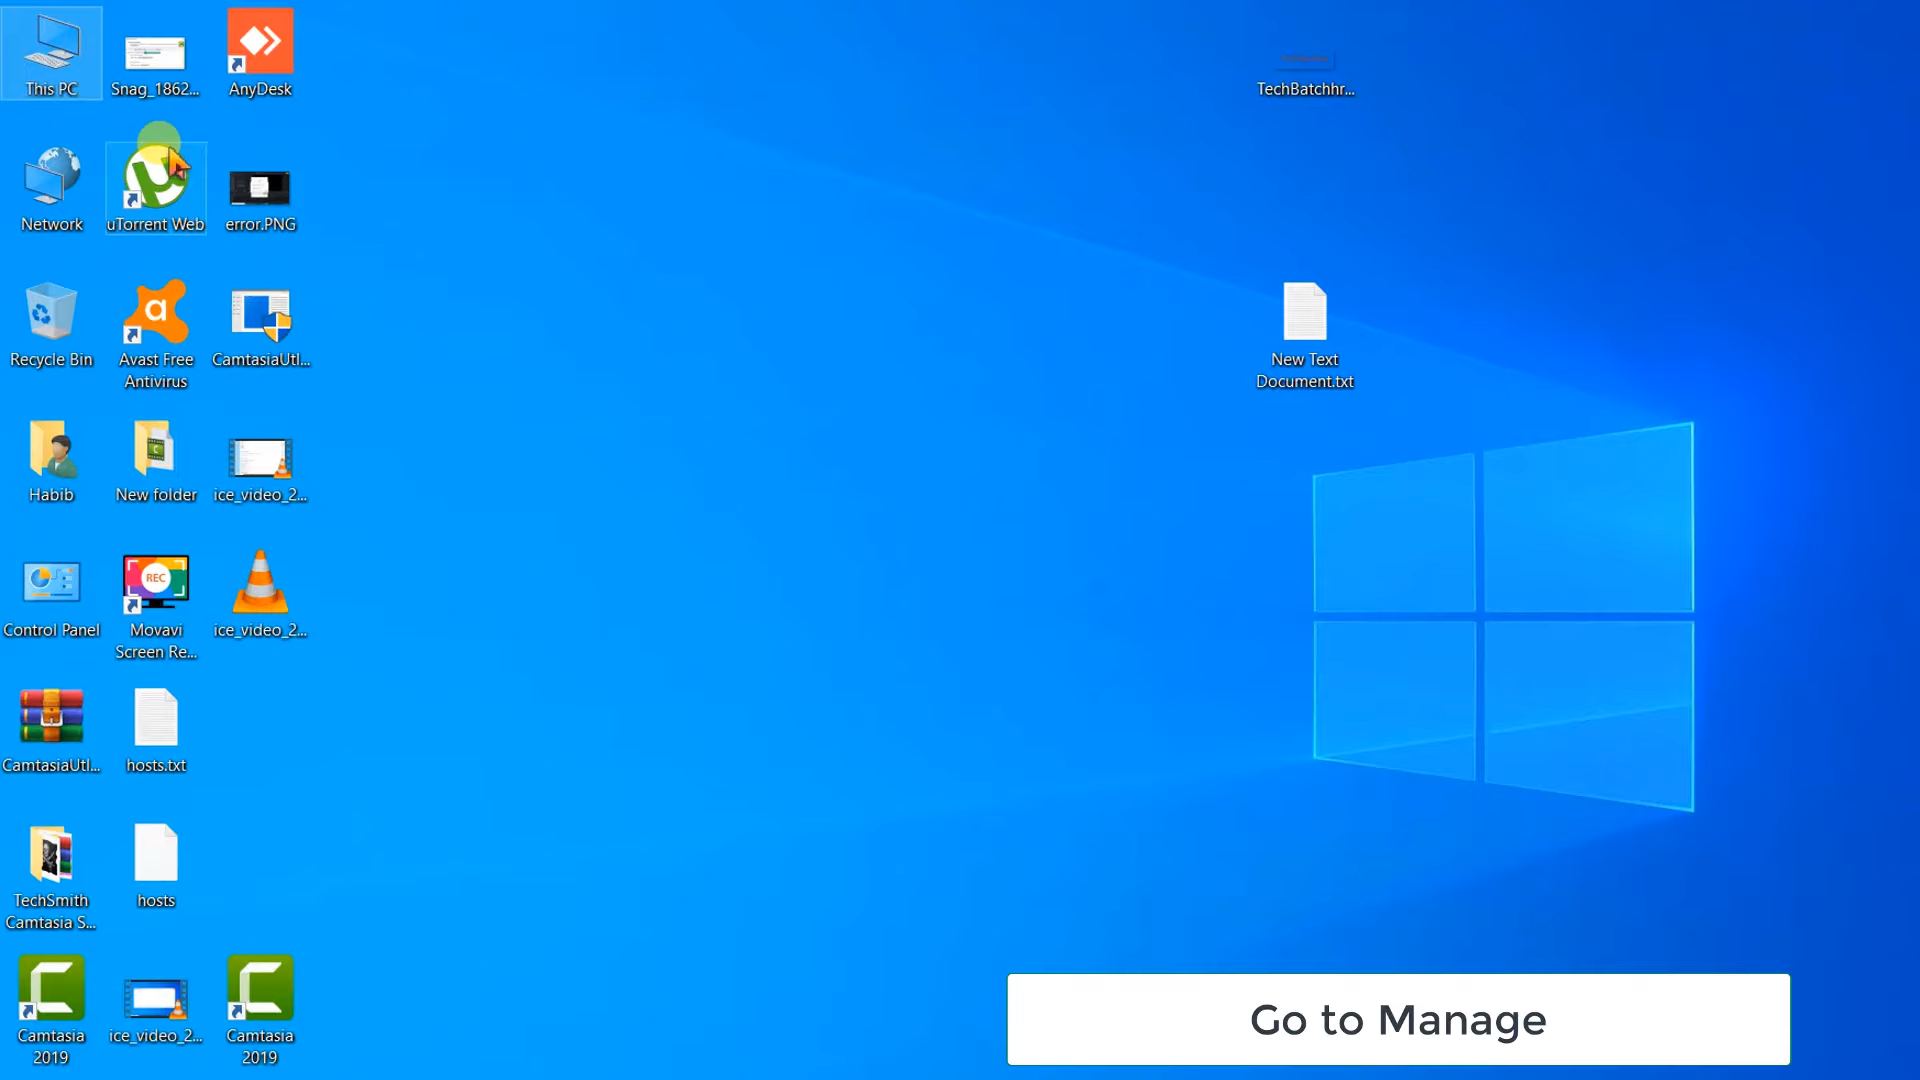 This PC
Snag_1862...
AnyDesk
TechBatchhr...
Network
uTorrent Web
error.PNG
Recycle Bin
Avast Free
Antivirus
CamtasiaUtl...
New Text
Document.txt
Habib
New folder
ice_video_2...
Control Panel
REC
Movavi
Screen Re...
ice_video_2...
CamtasiaUtl...
hosts.txt
TechSmith
Camtasia S...
hosts
Camtasia
2019
ice_video_2...
Camtasia
2019
Go to Manage